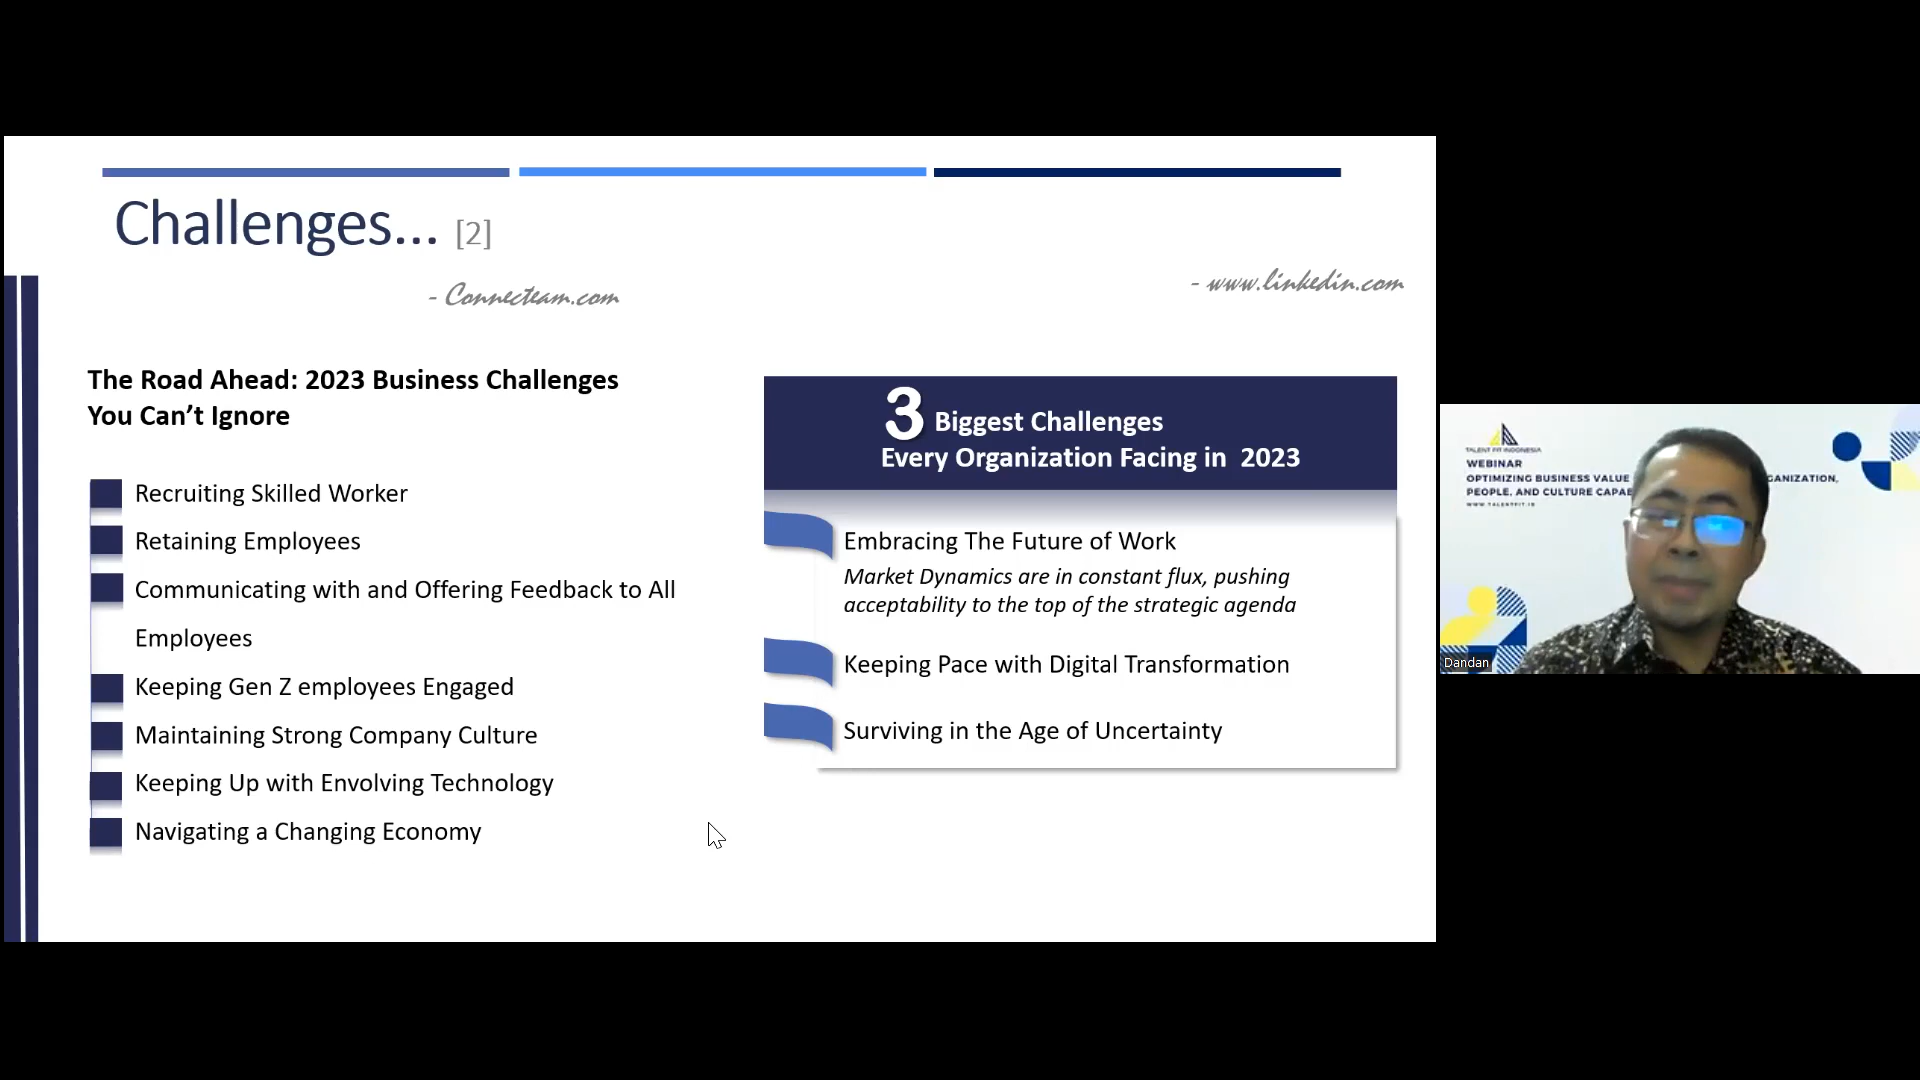 Challenges... [2]
- Connecteam.com
- www.linkedin.com
The Road Ahead: 2023 Business Challenges
You Can’t Ignore
Recruiting Skilled Worker
Retaining Employees
Communicating with and Offering Feedback to All
Employees
Keeping Gen Z employees Engaged
Maintaining Strong Company Culture
Keeping Up with Envolving Technology
Navigating a Changing Economy
3 Biggest Challenges
Every Organization Facing in 2023
Embracing The Future of Work
Market Dynamics are in constant flux, pushing
acceptability to the top of the strategic agenda
Keeping Pace with Digital Transformation
Surviving in the Age of Uncertainty
TALENT FIT INDONESIA
WEBINAR
OPTIMIZING BUSINESS VALUE GANIZATION,
PEOPLE, AND CULTURE CAPAB
WWW.TALENTFIT.ID
Dandan